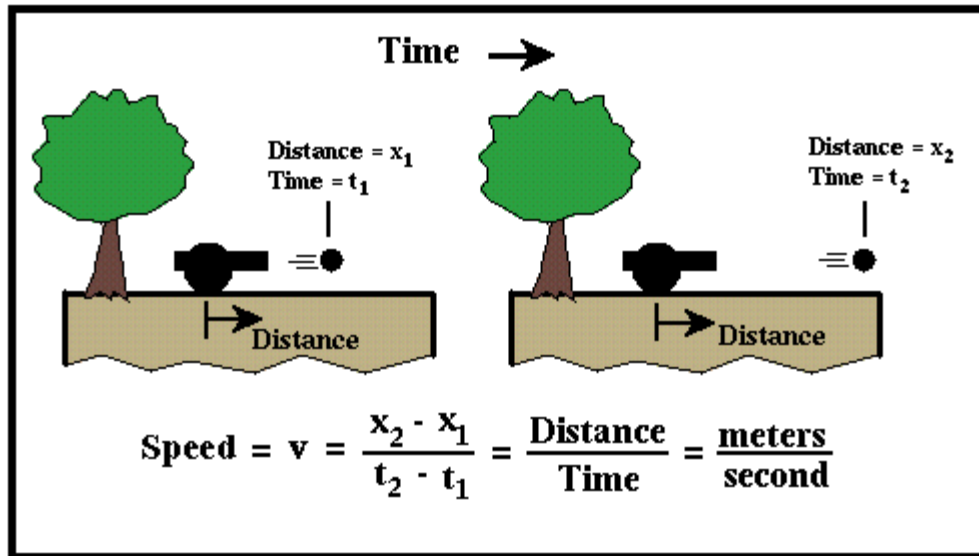 Time
Distance = x₁
Time = t₁
Distance = x₂
Time = t₂
Distance
Distance
Speed = v = (x₂ - x₁)/(t₂ - t₁) = Distance/Time = meters/second